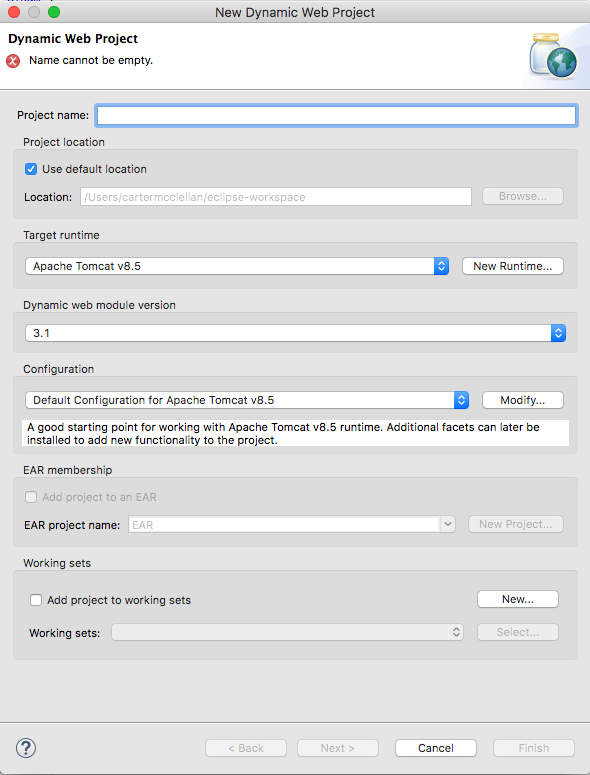 New Dynamic Web Project
Dynamic Web Project
Name cannot be empty.
Project name:
Project location
Use default location
Location: /Users/cartermcclellan/eclipse-workspace Browse...
Target runtime
Apache Tomcat v8.5 New Runtime...
Dynamic web module version
3.1
Configuration
Default Configuration for Apache Tomcat v8.5 Modify...
A good starting point for working with Apache Tomcat v8.5 runtime. Additional facets can later be
installed to add new functionality to the project.
EAR membership
Add project to an EAR
EAR project name: EAR New Project...
Working sets
Add project to working sets New...
Working sets: Select...
? < Back Next > Cancel Finish